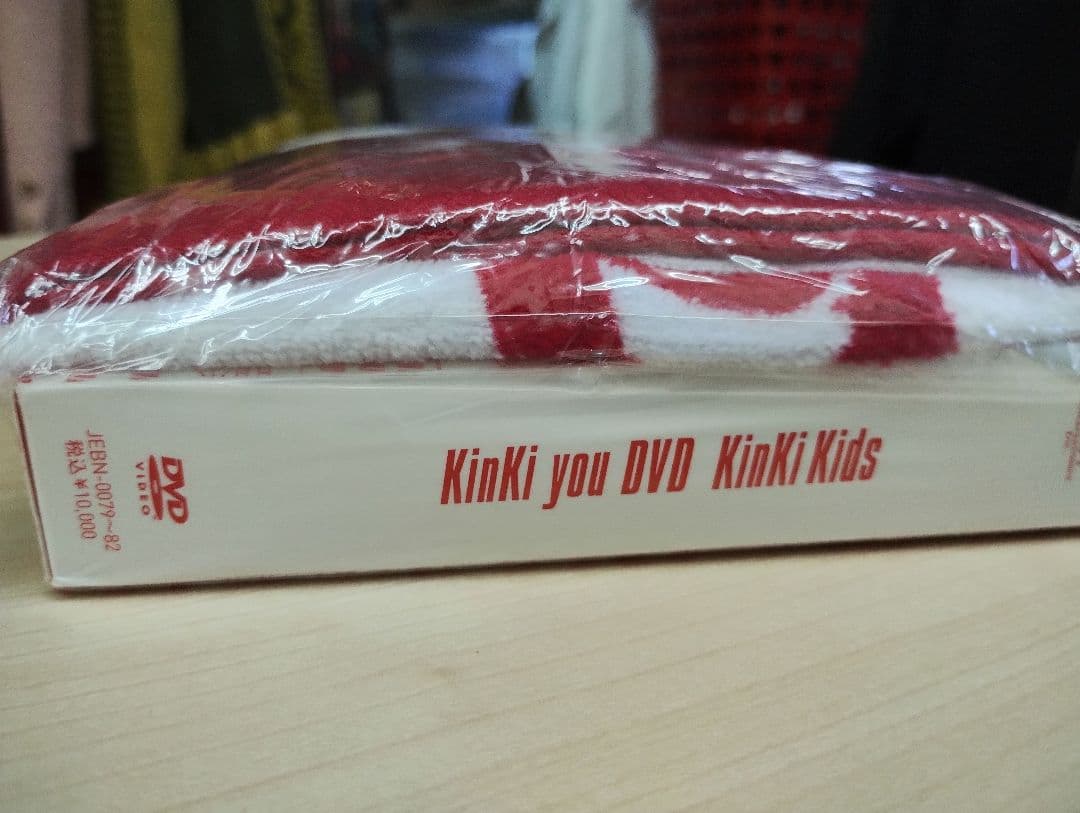 KinKi you DVD KinKi Kids
DVD
VIDEO
JEBN-0079~82
税込 ¥10,000